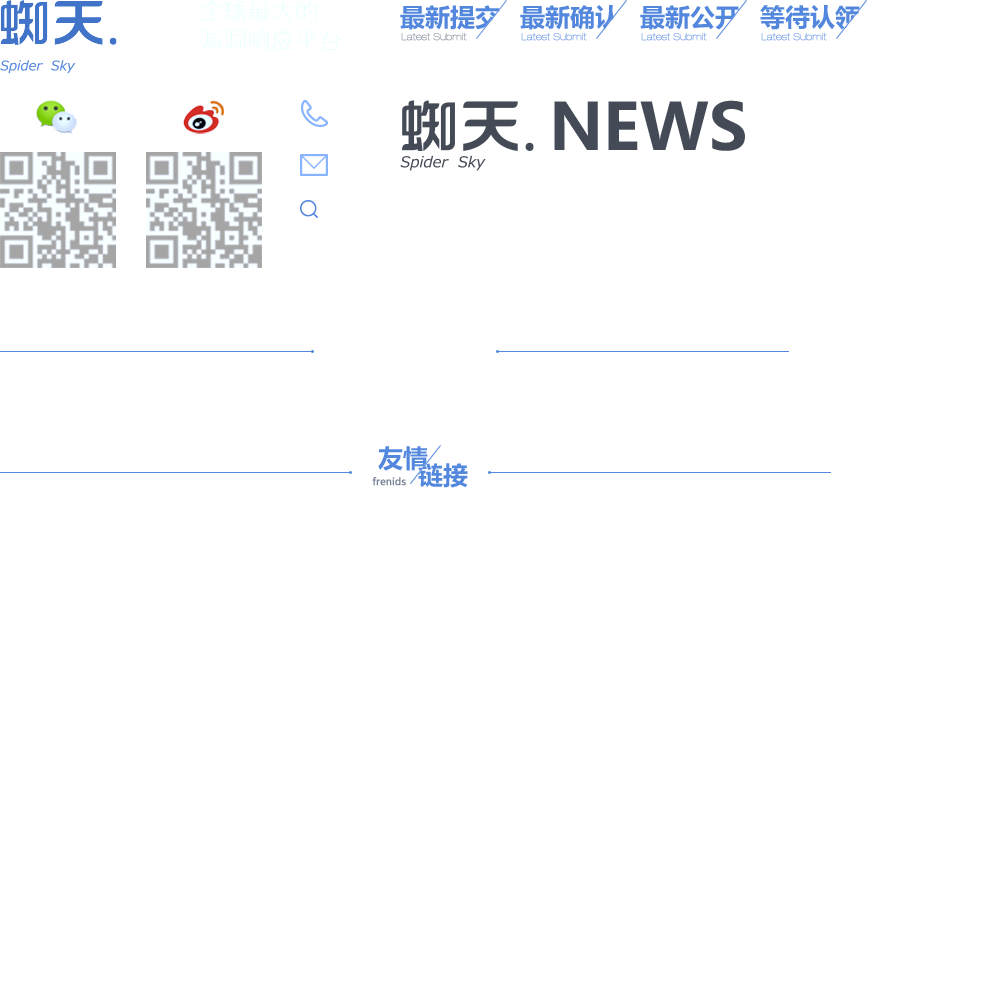 蜘天.
Spider Sky
全球最大的
漏洞响应平台
最新提交
Latest Submit
最新确认
Latest Submit
最新公开
Latest Submit
等待认领
Latest Submit
蜘天. NEWS
Spider Sky
友情
frenids 链接